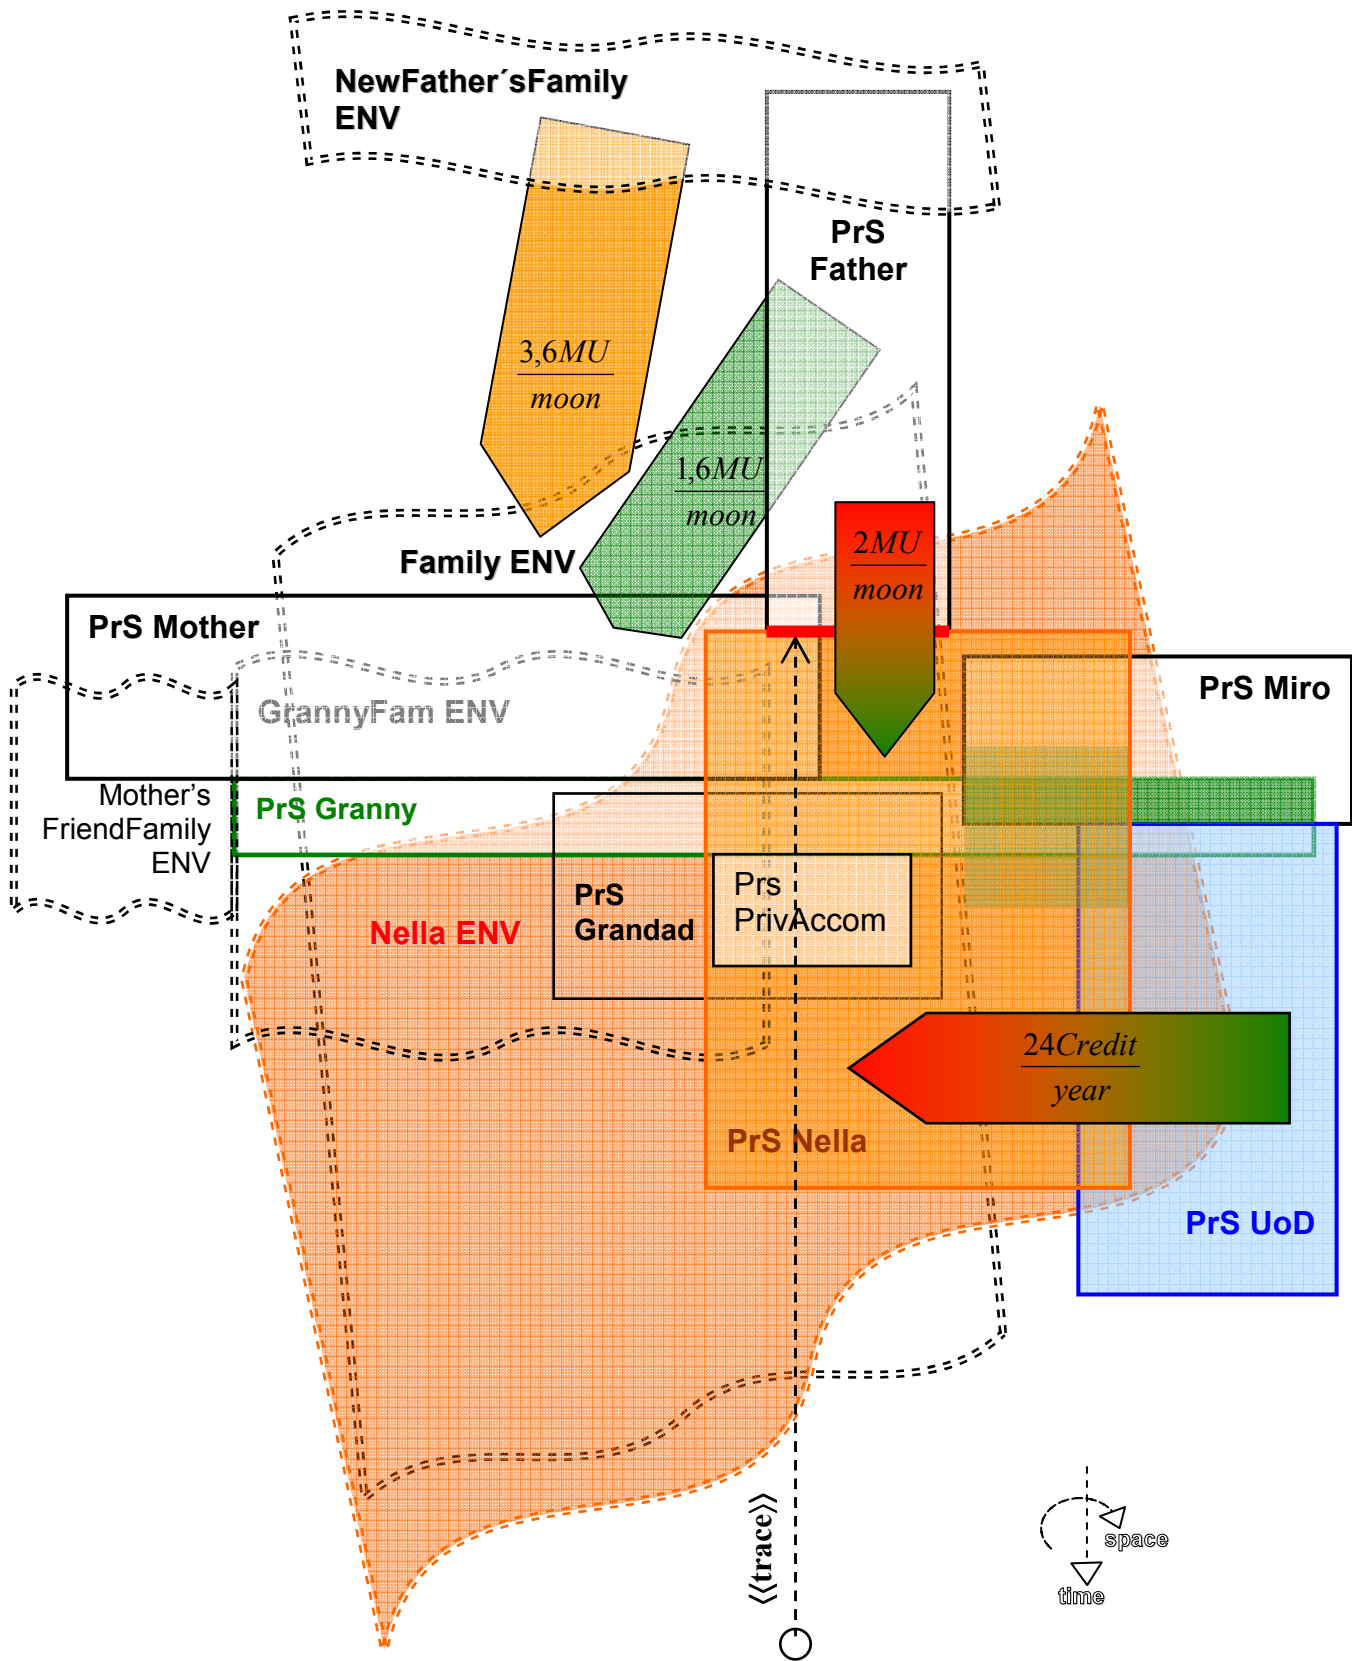 NewFather´sFamily
ENV
PrS
Father
3,6MU
moon
1,6MU
moon
2MU
moon
Family ENV
PrS Mother
PrS Miro
GrannyFam ENV
Mother's
FriendFamily
ENV
PrS Granny
PrS
Grandad
Prs
PrivAccom
Nella ENV
24Credit
year
PrS Nella
PrS UoD
⟨⟨trace⟩⟩
space
time